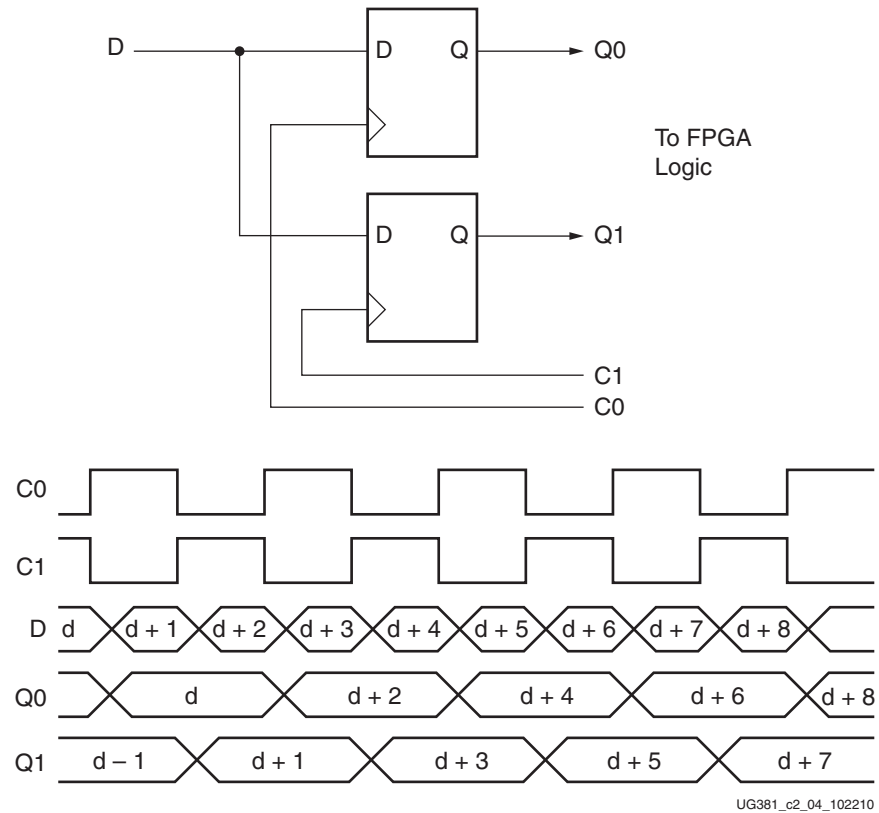 D
D Q
Q0
To FPGA
Logic
D Q
Q1
C1
C0
C0
C1
D d d + 1 d + 2 d + 3 d + 4 d + 5 d + 6 d + 7 d + 8
Q0 d d + 2 d + 4 d + 6 d + 8
Q1 d – 1 d + 1 d + 3 d + 5 d + 7
UG381_c2_04_102210